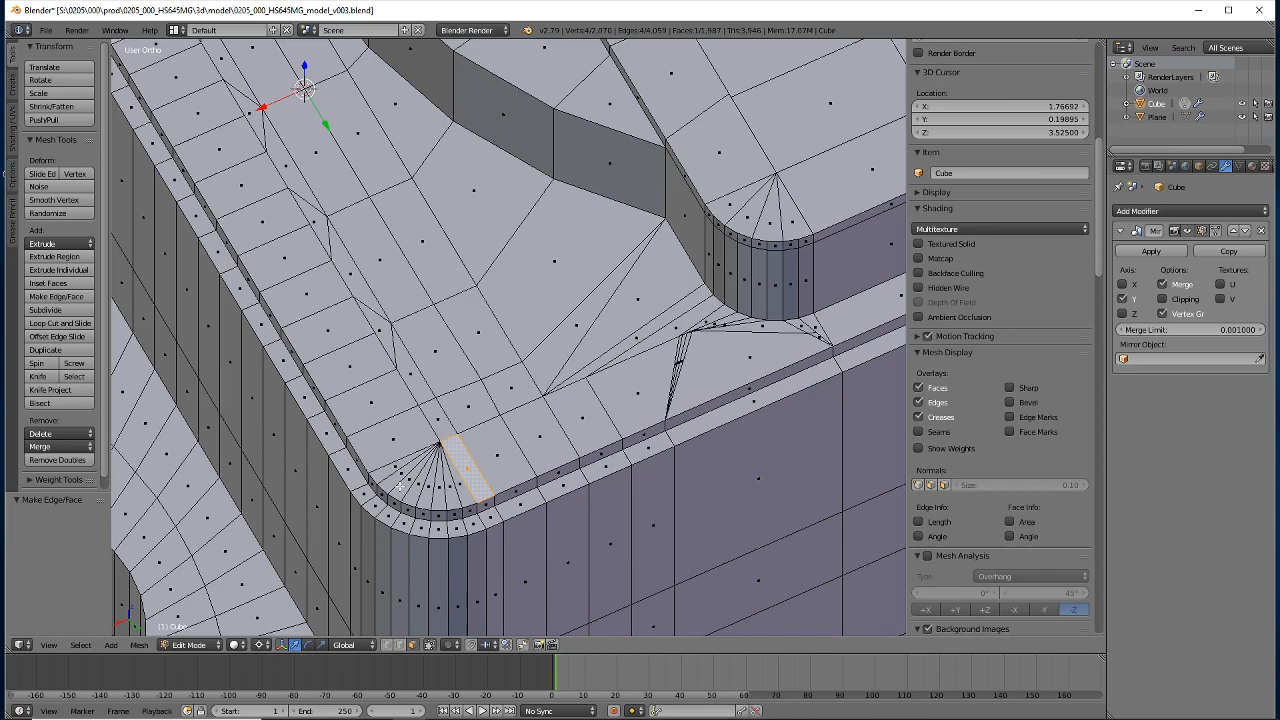 Blender* [S:\0205\000\prod\0205_000_HS645MG\3d\model\0205_000_HS645MG_model_v003.blend]
File Render Window Help Default Scene Blender Render v2.79 | Verts:4/2,070 | Edges:4/4,059 | Faces:1/1,987 | Tris:3,946 | Mem:17.07M | Cube
Transform
Translate
Rotate
Scale
Shrink/Fatten
Push/Pull
Mesh Tools
Deform:
Slide Ed Vertex
Noise
Smooth Vertex
Randomize
Add:
Extrude
Extrude Region
Extrude Individual
Inset Faces
Make Edge/Face
Subdivide
Loop Cut and Slide
Offset Edge Slide
Duplicate
Spin Screw
Knife Select
Knife Project
Bisect
Remove:
Delete
Merge
Remove Doubles
Weight Tools
Make Edge/Face
Tools
Create
Shading / UVs
Options
Grease Pencil
User Ortho
(1) Cube
Render Border
3D Cursor
Location:
X: 1.76692
Y: 0.19895
Z: 3.52500
Item
Cube
Display
Shading
Multitexture
Textured Solid
Matcap
Backface Culling
Hidden Wire
Depth Of Field
Ambient Occlusion
Motion Tracking
Mesh Display
Overlays:
Faces Sharp
Edges Bevel
Creases Edge Marks
Seams Face Marks
Show Weights
Normals:
Size: 0.10
Edge Info: Face Info:
Length Area
Angle Angle
Mesh Analysis
Type: Overhang
0° 45°
+X +Y +Z -X -Y -Z
Background Images
View Search All Scenes
Scene
RenderLayers
World
Cube
Plane
Cube
Add Modifier
Mir
Apply Copy
Axis: Options: Textures:
X Merge U
Y Clipping V
Z Vertex Gr
Merge Limit: 0.001000
Mirror Object:
View Select Add Mesh Edit Mode Global
-160 -150 -140 -130 -120 -110 -100 -90 -80 -70 -60 -50 -40 -30 -20 -10 0 10 20 30 40 50 60 70 80 90 100 110 120 130 140 150 160
View Marker Frame Playback Start: 1 End: 250 1 No Sync